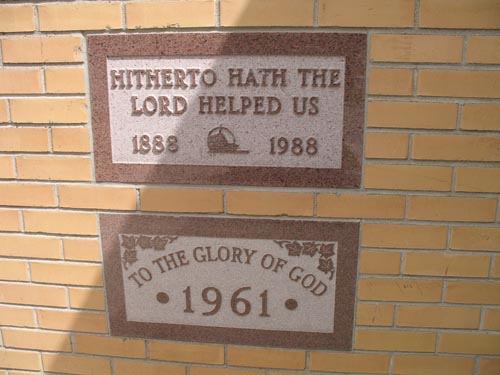 HITHERTO HATH THE
LORD HELPED US
1888 1988
TO THE GLORY OF GOD
• 1961 •